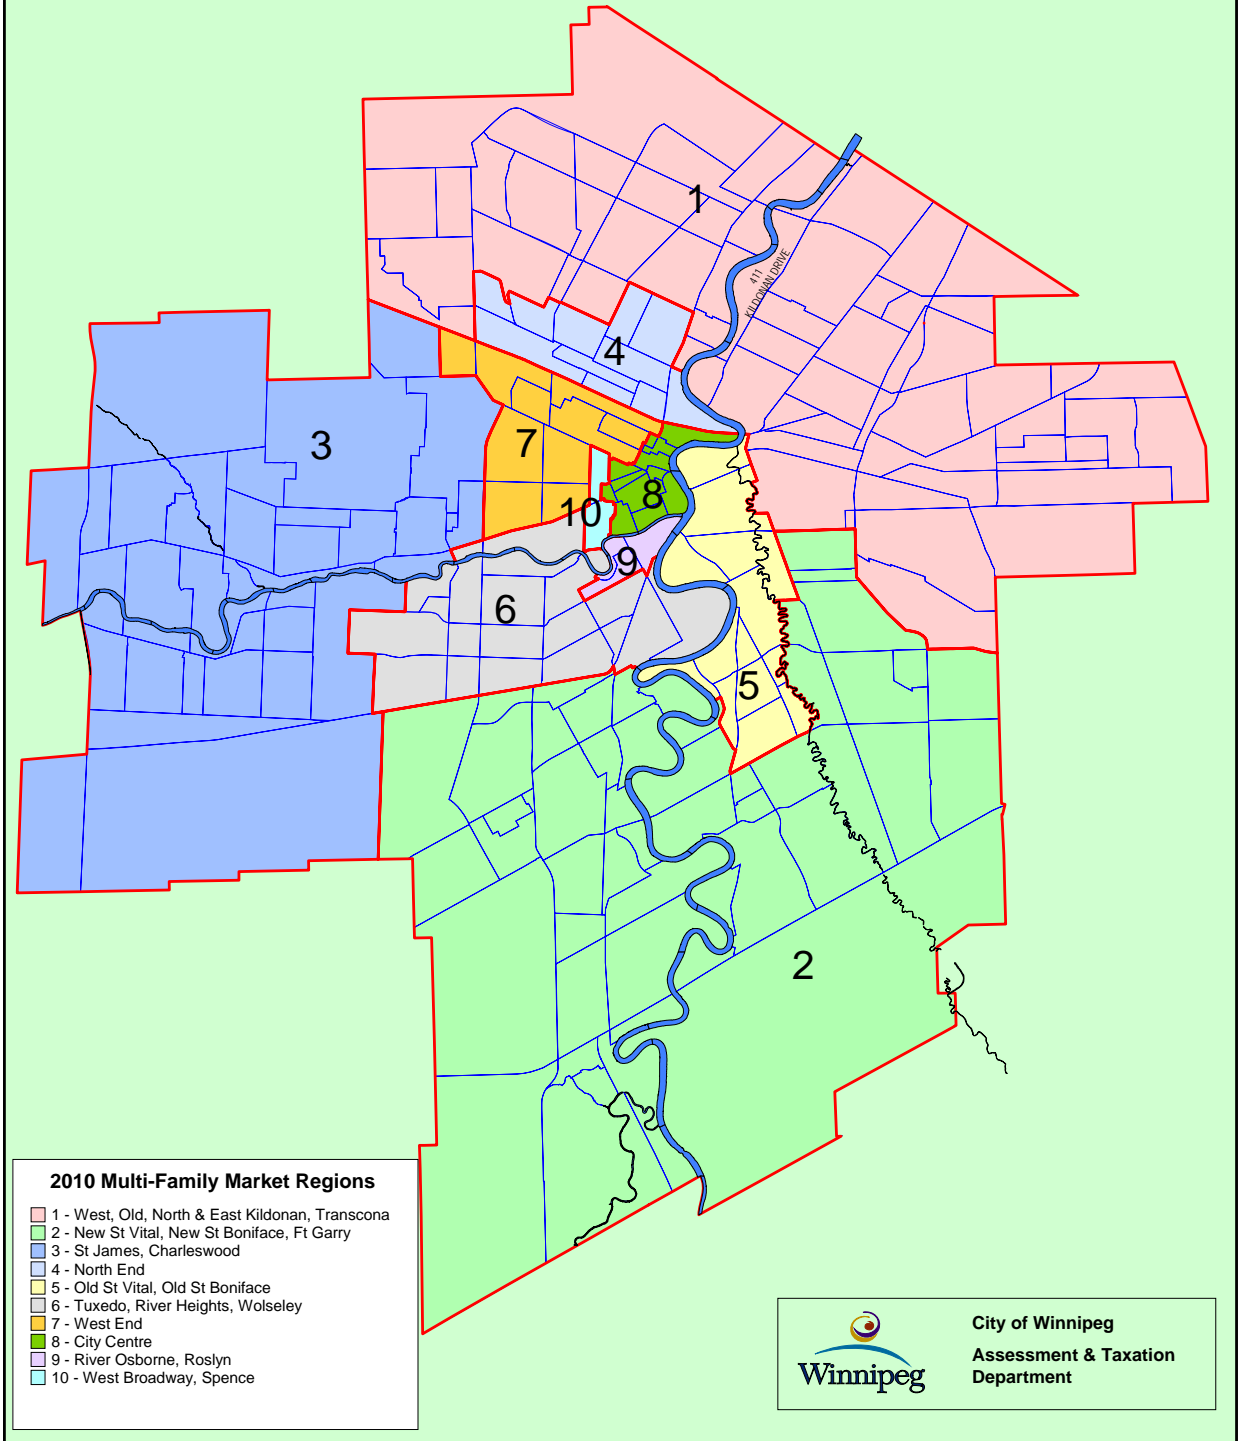 1
411
KILDONAN DRIVE
4
3
7
8
10
9
6
5
2
2010 Multi-Family Market Regions
1 - West, Old, North & East Kildonan, Transcona
2 - New St Vital, New St Boniface, Ft Garry
3 - St James, Charleswood
4 - North End
5 - Old St Vital, Old St Boniface
6 - Tuxedo, River Heights, Wolseley
7 - West End
8 - City Centre
9 - River Osborne, Roslyn
10 - West Broadway, Spence
Winnipeg
City of Winnipeg
Assessment & Taxation
Department